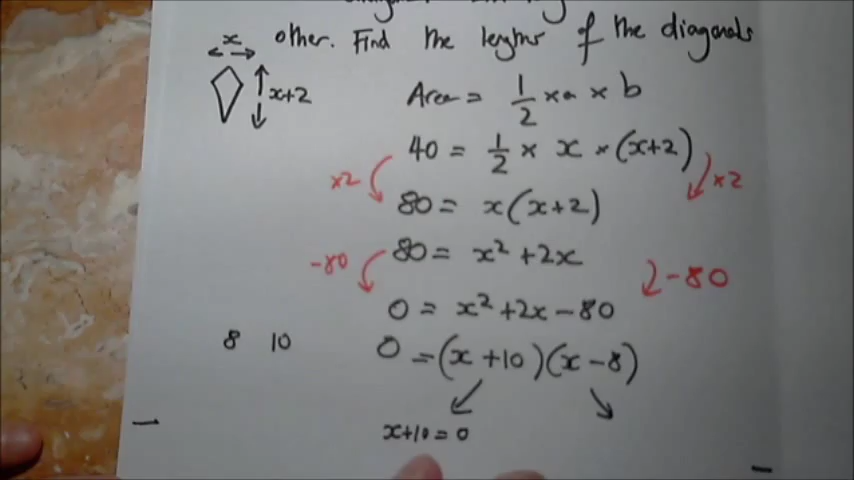 other. Find the lengths of the diagonals
x
x+2
Area = 1/2 × a × b
40 = 1/2 × x × (x+2)
×2 ×2
80 = x(x+2)
80 = x² + 2x
-80 -80
0 = x² + 2x - 80
8 10
0 = (x + 10)(x - 8)
x+10 = 0